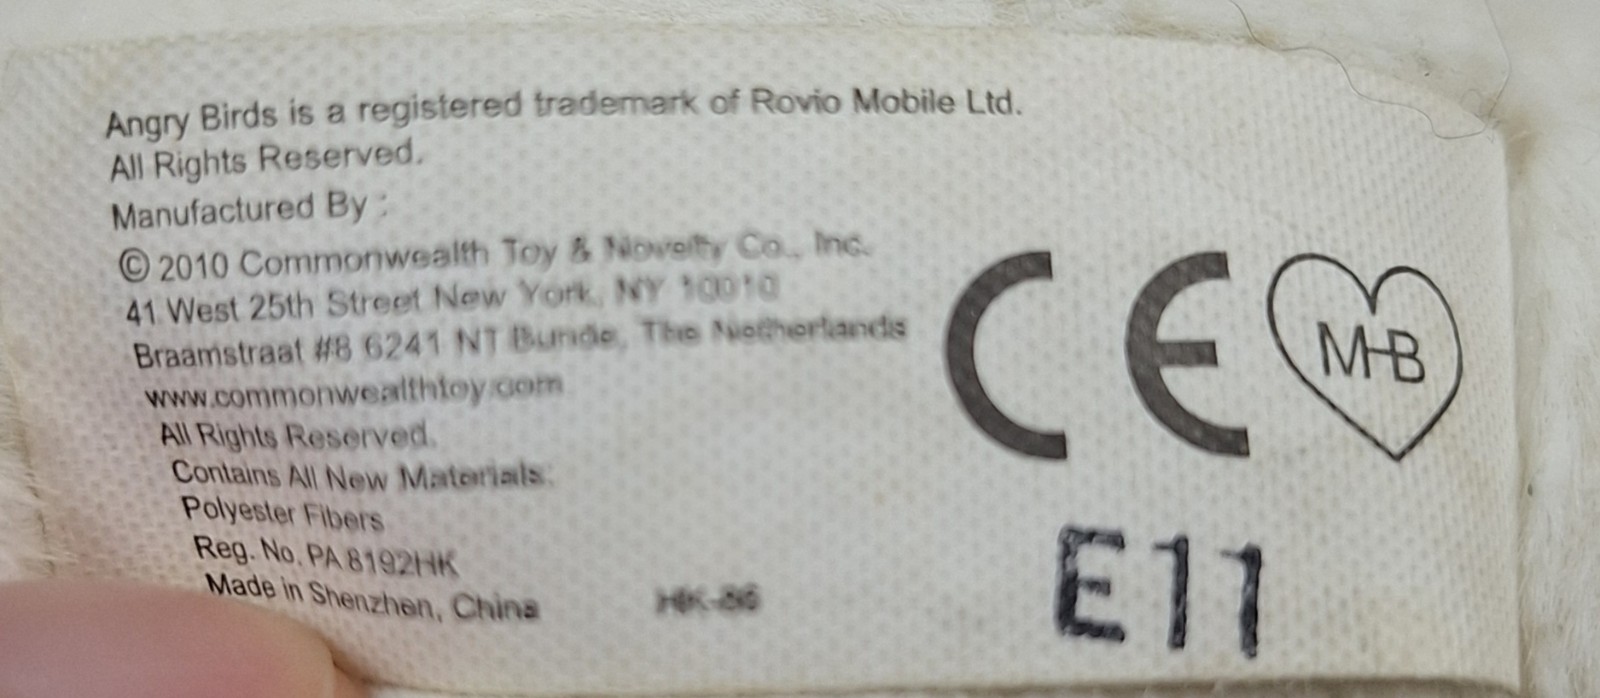 Angry Birds is a registered trademark of Rovio Mobile Ltd.
All Rights Reserved.
Manufactured By :
© 2010 Commonwealth Toy & Novelty Co., Inc.
41 West 25th Street New York, NY 10010
Braamstraat #8 6241 NT Bunde, The Netherlands
www.commonwealthtoy.com
All Rights Reserved.
Contains All New Materials.
Polyester Fibers
Reg. No. PA 8192HK
Made in Shenzhen, China
HK-86
CE
M-B
E11